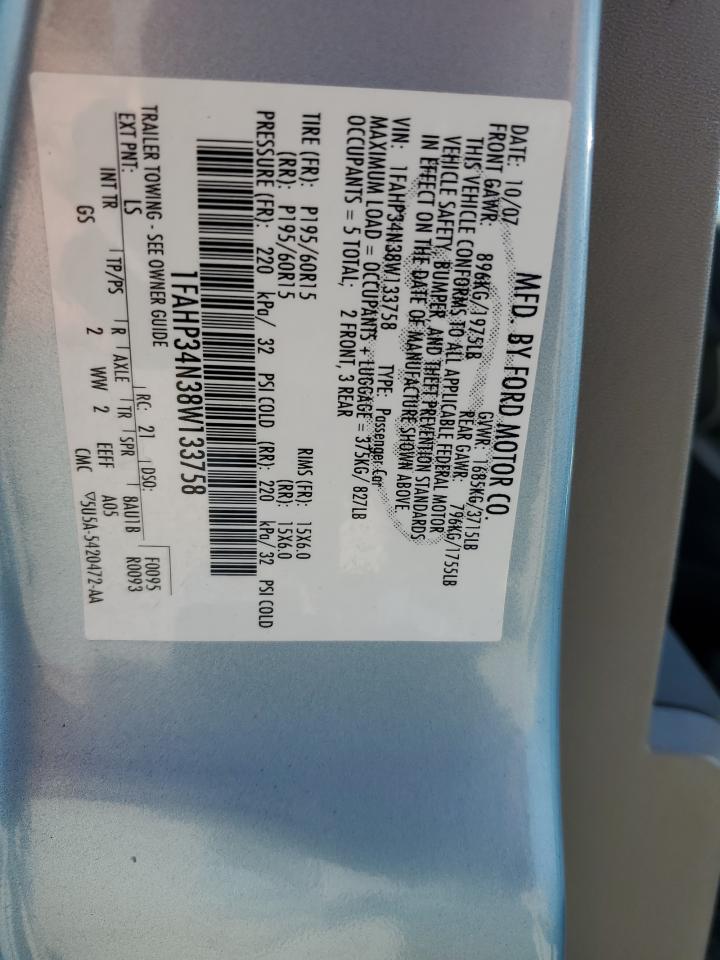 MFD. BY FORD MOTOR CO.
DATE: 10/07 GVWR: 1685KG/3715LB
FRONT GAWR: 896KG/1975LB REAR GAWR: 796KG/1755LB
THIS VEHICLE CONFORMS TO ALL APPLICABLE FEDERAL MOTOR
VEHICLE SAFETY, BUMPER, AND THEFT PREVENTION STANDARDS
IN EFFECT ON THE DATE OF MANUFACTURE SHOWN ABOVE
VIN: 1FAHP34N38W133758 TYPE: Passenger Car
MAXIMUM LOAD = OCCUPANTS + LUGGAGE = 375KG/ 827LB
OCCUPANTS = 5 TOTAL; 2 FRONT, 3 REAR
TIRE (FR): P195/60R15 RIMS (FR): 15X6.0
(RR): P195/60R15 (RR): 15X6.0
PRESSURE (FR): 220 kPa/ 32 PSI COLD (RR): 220 kPa/ 32 PSI COLD
1FAHP34N38W133758
TRAILER TOWING - SEE OWNER GUIDE
EXT PNT: LS RC: 21 DSO: F0095
R0093
INT TR TP/PS R AXLE TR SPR 8AU1B
GS 2 WW 2 EEFF A05
CMC ▽5U5A-5420472-AA